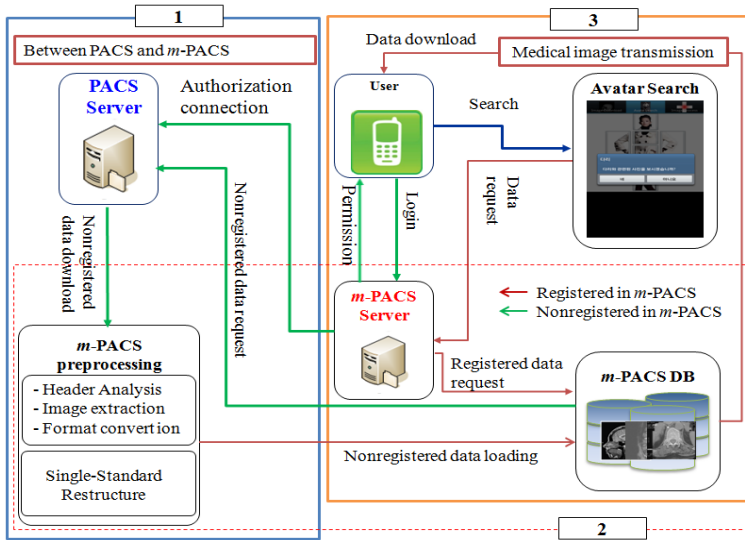 1
Between PACS and m-PACS
PACS
Server
Authorization
connection
Nonregistered
data download
Nonregistered data request
m-PACS
preprocessing
- Header Analysis
- Image extraction
- Format convertion
Single-Standard
Restructure
3
Data download
Medical image transmission
User
Search
Avatar Search
Permission
Login
Data
request
m-PACS
Server
Registered in m-PACS
Nonregistered in m-PACS
Registered data
request
m-PACS DB
Nonregistered data loading
2